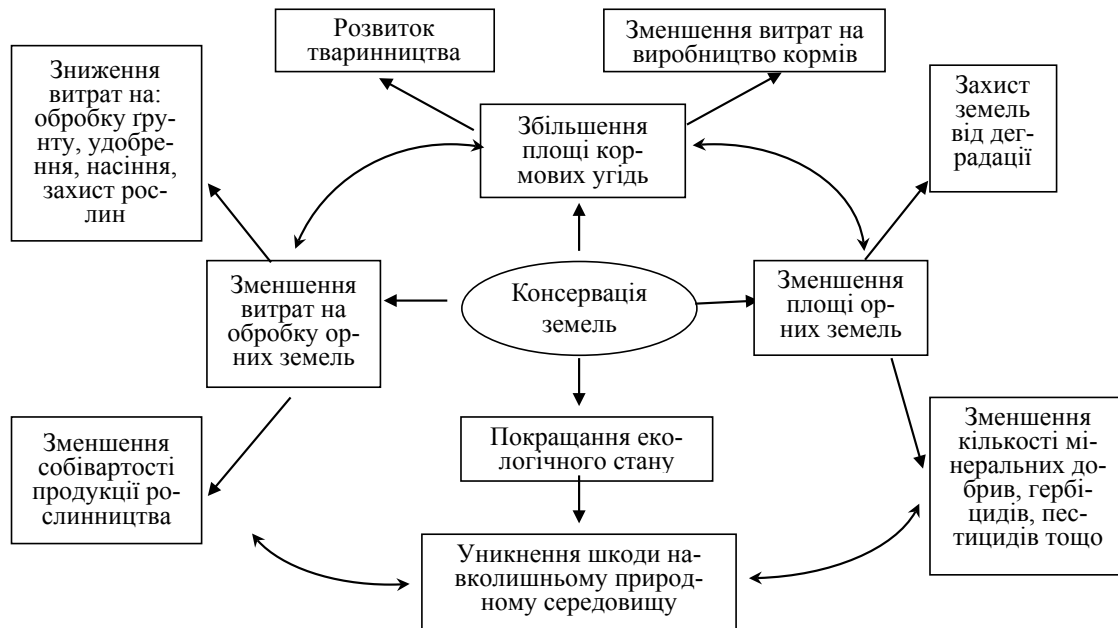 Розвиток
тваринництва
Зменшення витрат на
виробництво кормів
Зниження
витрат на:
обробку ґру-
нту, удобре-
ння, насіння,
захист рос-
лин
Збільшення
площі кор-
мових угідь
Захист
земель
від дег-
радації
Зменшення
витрат на
обробку ор-
них земель
Консервація
земель
Зменшення
площі ор-
них земель
Зменшення
собівартості
продукції ро-
слинництва
Покращання еко-
логічного стану
Зменшення
кількості мі-
неральних до-
брив, гербі-
цидів, пес-
тицидів тощо
Уникнення шкоди на-
вколишньому природ-
ному середовищу